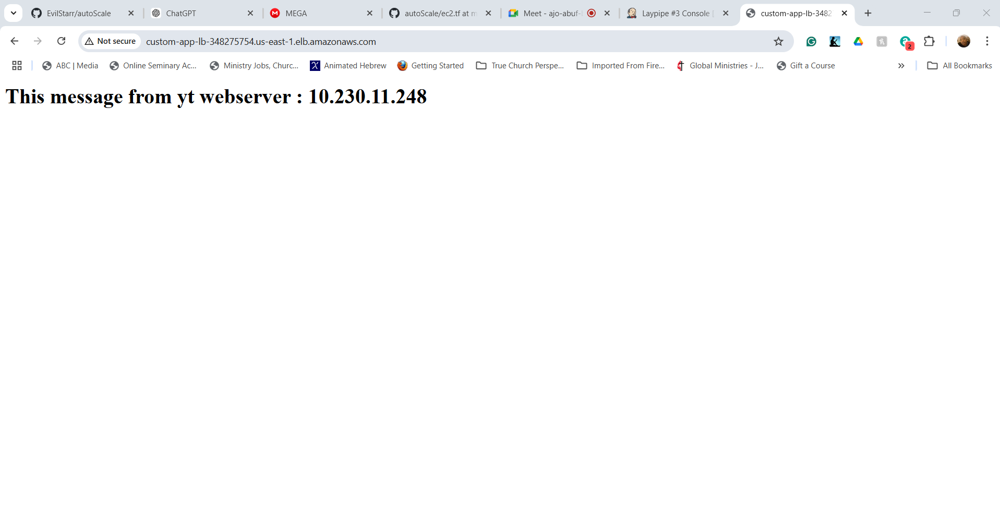 EvilStarr/autoScale
ChatGPT
MEGA
autoScale/ec2.tf at m
Meet - ajo-abuf-
Laypipe #3 Console
custom-app-lb-3482
Not secure
custom-app-lb-348275754.us-east-1.elb.amazonaws.com
2
ABC | Media
Online Seminary Ac...
Ministry Jobs, Churc...
Animated Hebrew
Getting Started
True Church Perspe...
Imported From Fire...
Global Ministries - J...
Gift a Course
All Bookmarks
This message from yt webserver : 10.230.11.248